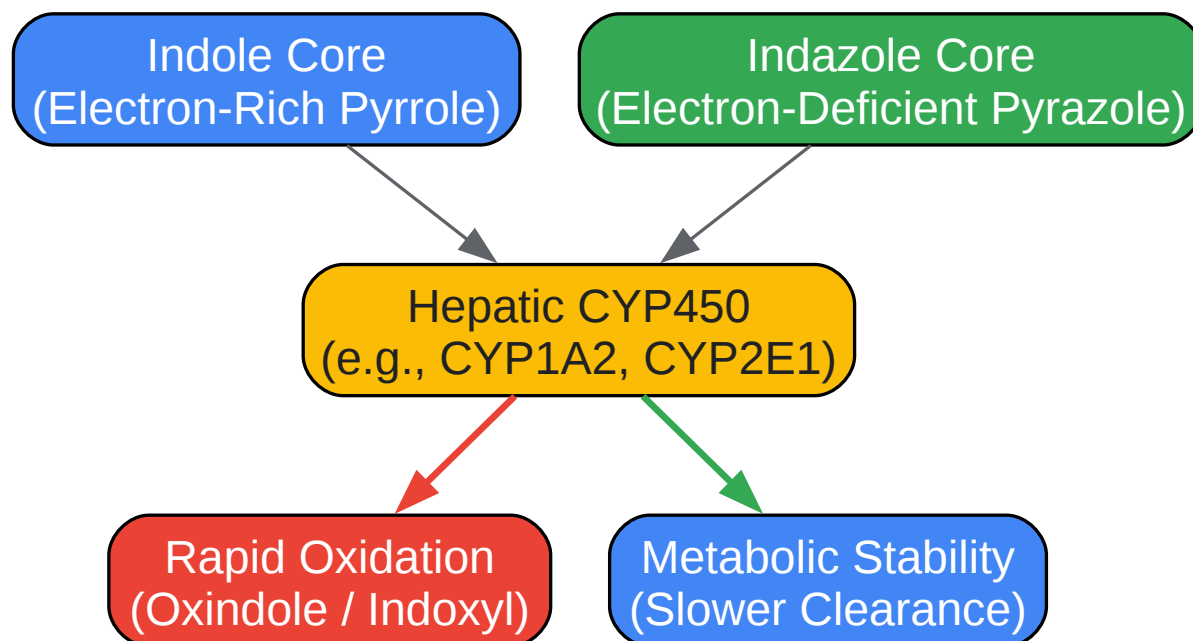 Indole Core
(Electron-Rich Pyrrole)
Indazole Core
(Electron-Deficient Pyrazole)
Hepatic CYP450
(e.g., CYP1A2, CYP2E1)
Rapid Oxidation
(Oxindole / Indoxyl)
Metabolic Stability
(Slower Clearance)